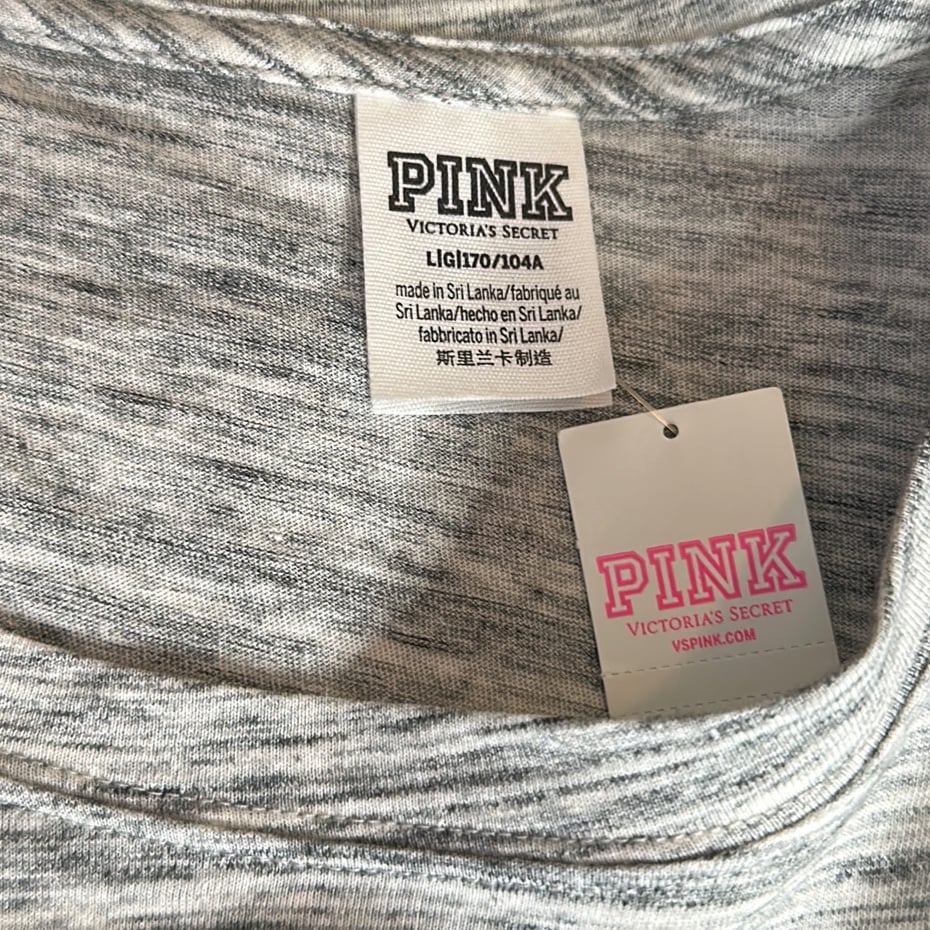 PINK
VICTORIA'S SECRET
L|G|170/104A
made in Sri Lanka/fabriqué au
Sri Lanka/hecho en Sri Lanka/
fabbricato in Sri Lanka/
斯里兰卡制造
PINK
VICTORIA'S SECRET
VSPINK.COM